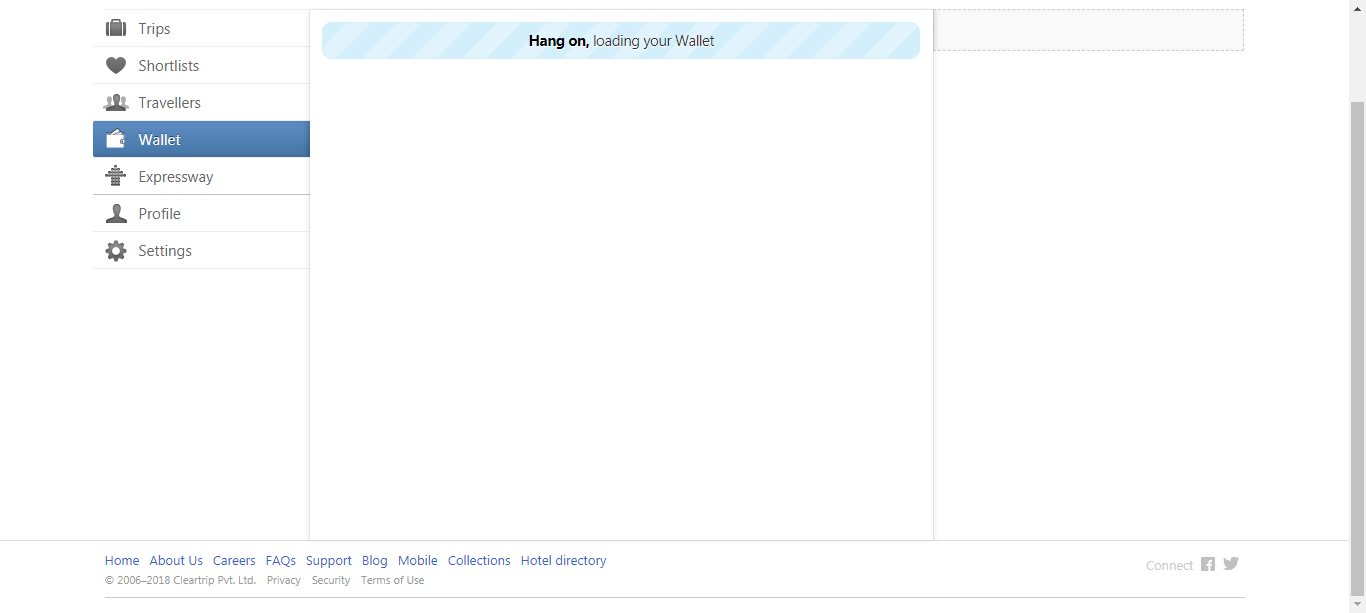 Trips
Shortlists
Travellers
Wallet
Expressway
Profile
Settings
Hang on, loading your Wallet
Home About Us Careers FAQs Support Blog Mobile Collections Hotel directory
© 2006–2018 Cleartrip Pvt. Ltd. Privacy Security Terms of Use
Connect